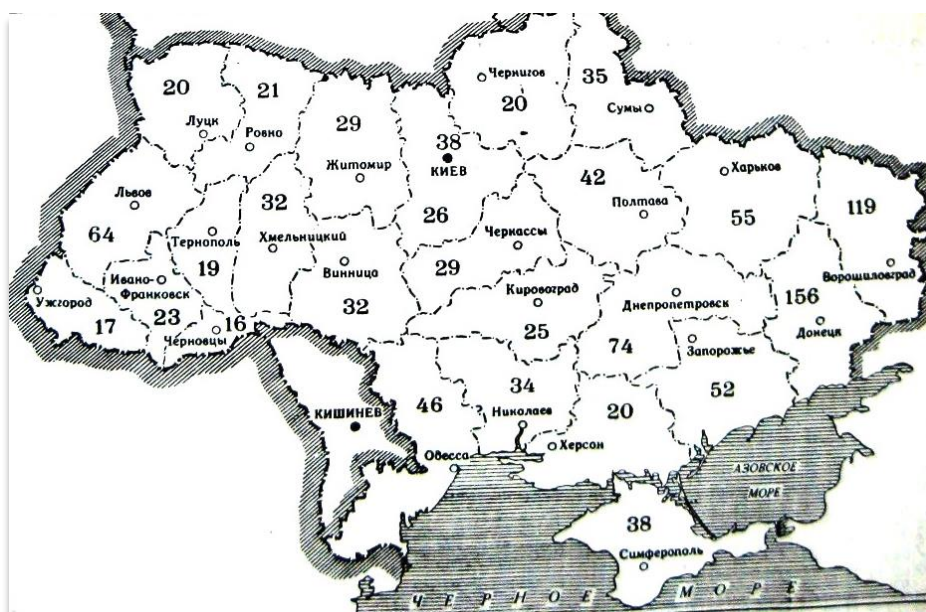 Чернигов
35
20
21
20
Сумы
Луцк
29
Ровно
38
КИЕВ
Харьков
Житомир
42
Львов
32
Полтава
119
26
55
64
Тернополь
Хмельницкий
Черкассы
Винница
29
19
Ворошиловград
Ивано-
Франковск
Ужгород
Кировоград
Днепропетровск
156
32
23
16
17
Черновцы
25
Донецк
74
Запорожье
34
46
20
52
КИШИНЕВ
Николаев
Херсон
Одесса
АЗОВСКОЕ
МОРЕ
38
Симферополь
ЧЕРНОЕ МОРЕ